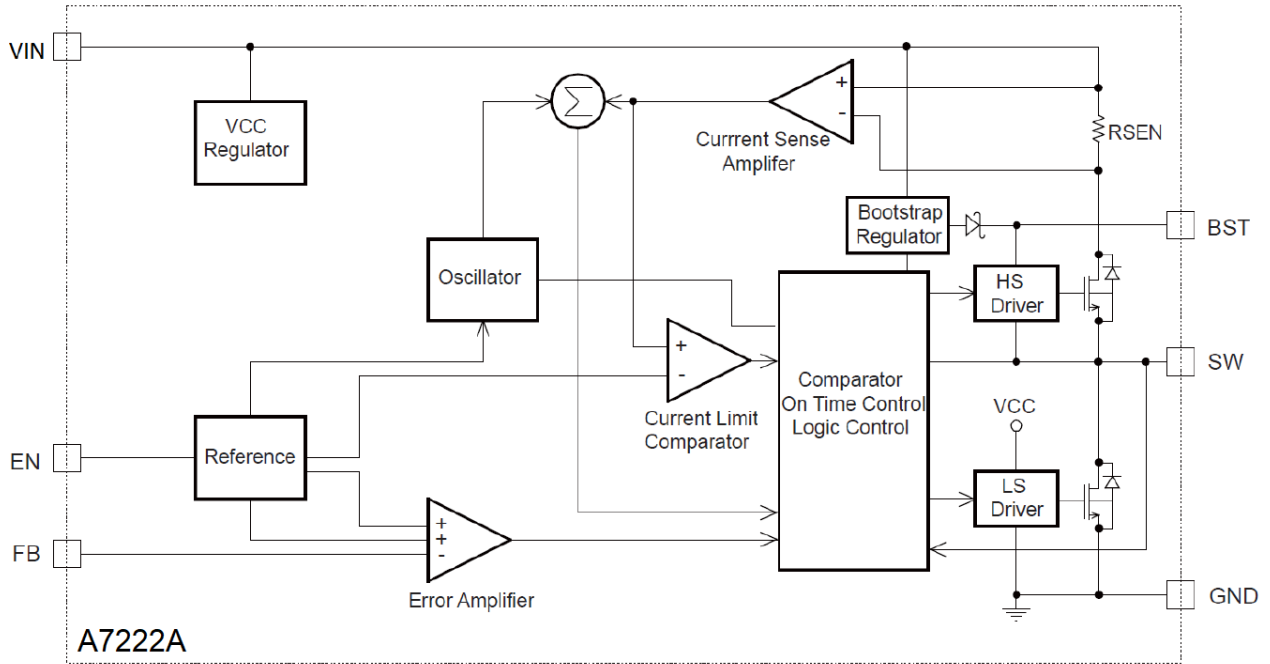 VIN
VCC
Regulator
Σ
+
-
Currrent Sense
Amplifer
RSEN
Bootstrap
Regulator
BST
Oscillator
HS
Driver
+
-
Current Limit
Comparator
Comparator
On Time Control
Logic Control
SW
VCC
EN
Reference
LS
Driver
FB
+
+
-
Error Amplifier
GND
A7222A